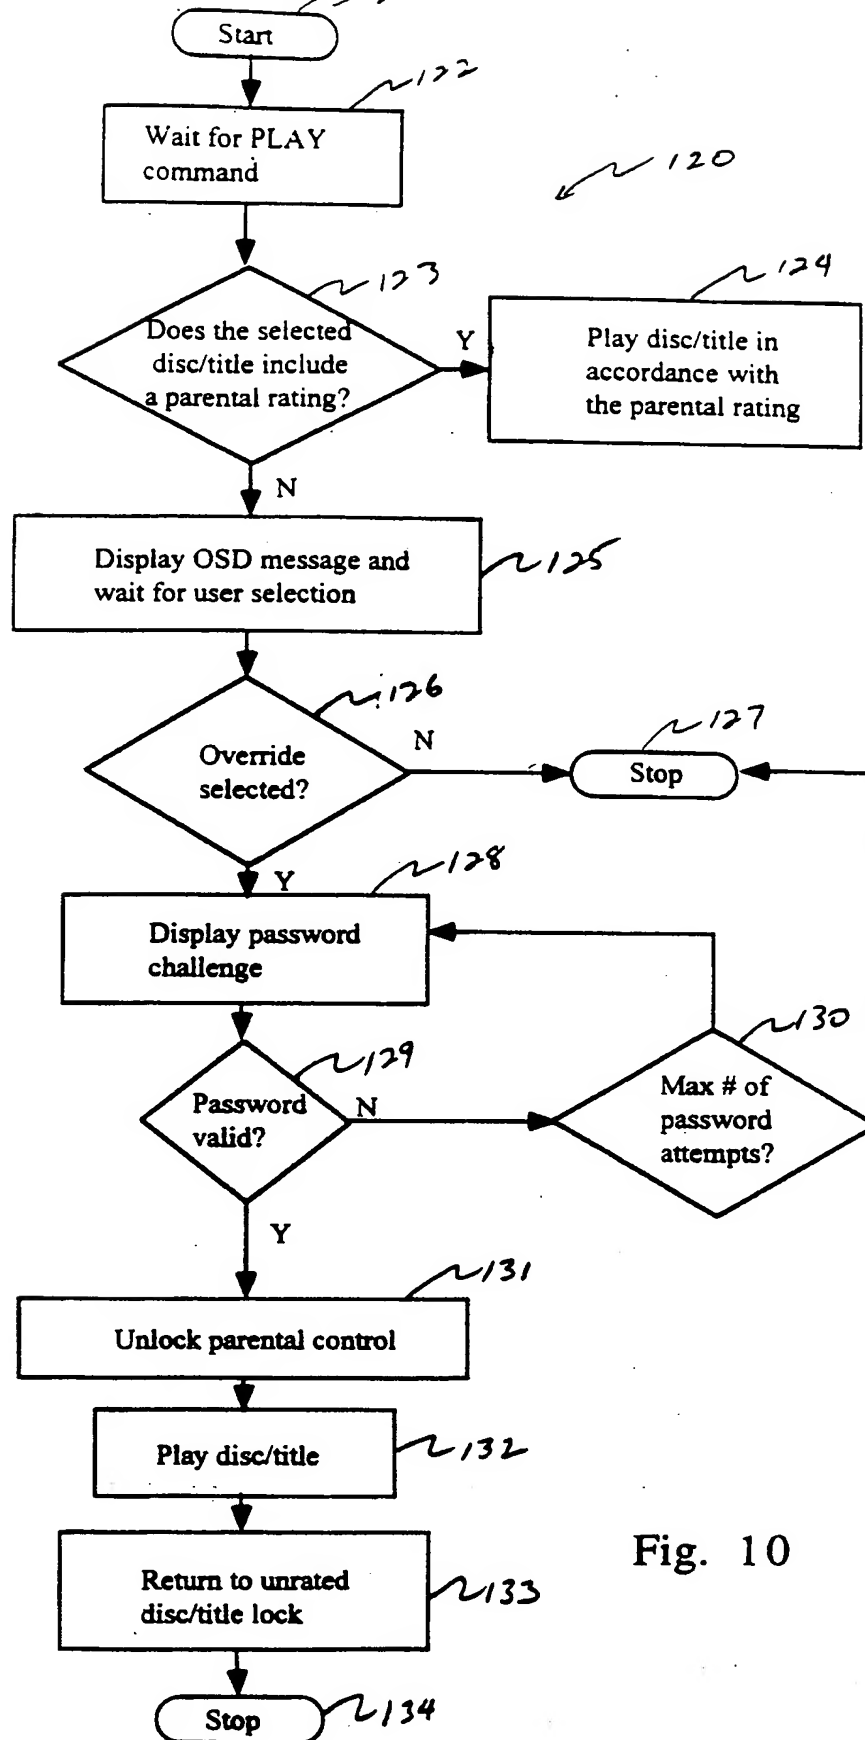 Start
122
Wait for PLAY
command
120
123
124
Does the selected
disc/title include
a parental rating?
Y
Play disc/title in
accordance with
the parental rating
N
Display OSD message and
wait for user selection
125
126
127
Override
selected?
N
Stop
Y
128
Display password
challenge
129
130
Password
valid?
N
Max # of
password
attempts?
Y
131
Unlock parental control
Play disc/title
132
Return to unrated
disc/title lock
133
Fig. 10
Stop
134